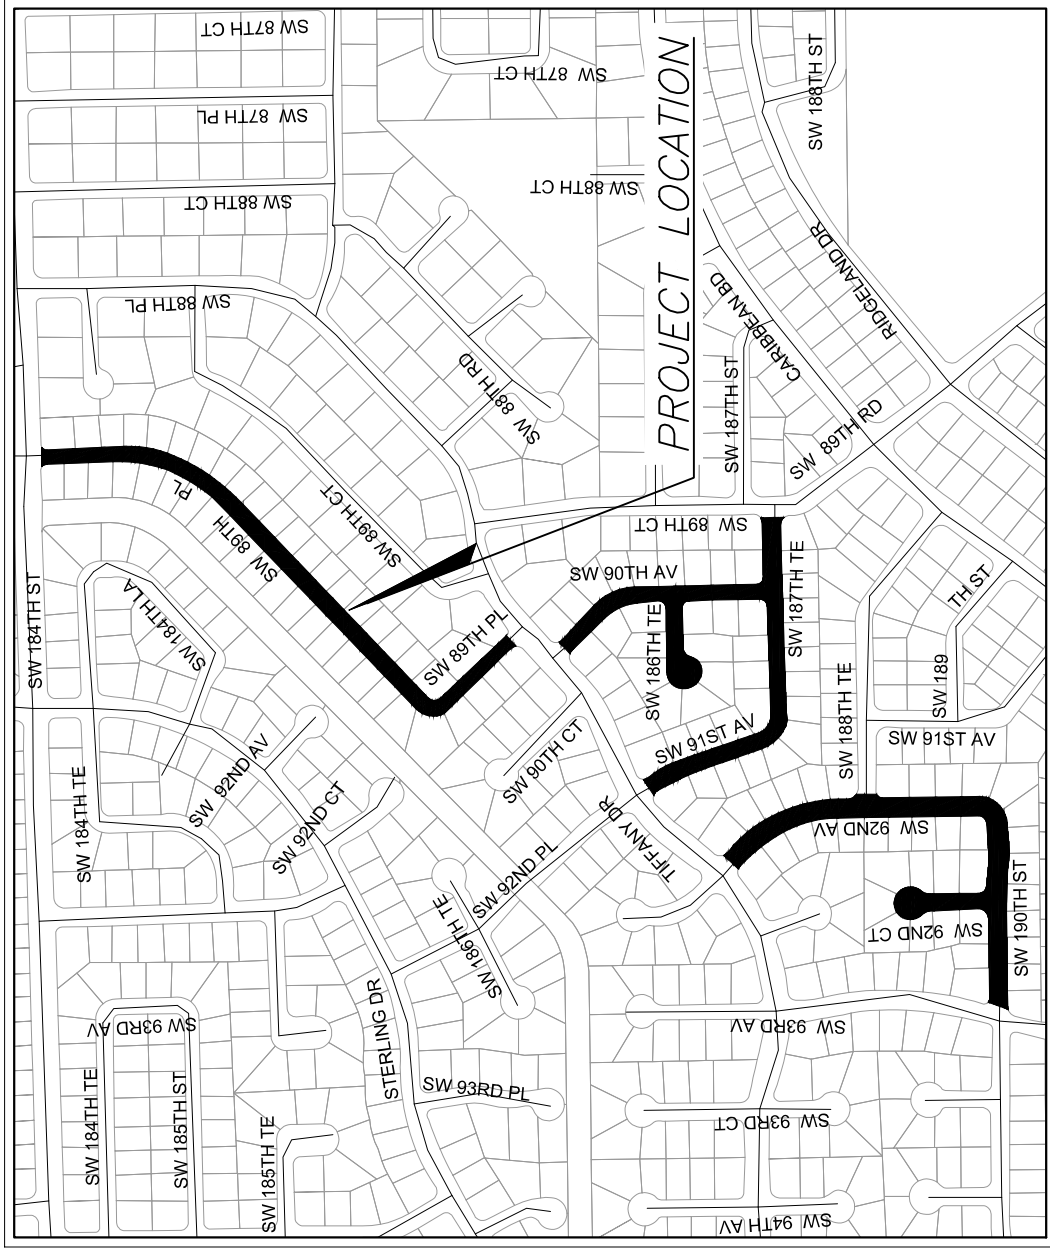 SW 87TH CT
SW 87TH CT
SW 188TH ST
SW 87TH PL
PROJECT LOCATION
SW 88TH CT
SW 88TH CT
RIDGELAND DR
SW 88TH PL
CARIBBEAN BD
SW 88TH RD
SW 187TH ST
SW 89TH RD
PL
SW 89TH
SW 89TH CT
SW 89TH CT
SW 90TH AV
SW 187TH TE
TH ST
SW 189
SW 184TH ST
SW 184TH LA
SW 89TH PL
SW 186TH TE
SW 188TH TE
SW 91ST AV
SW 91ST AV
SW 184TH TE
SW 92ND AV
SW 90TH CT
SW 92ND CT
TIFFANY DR
SW 92ND AV
SW 92ND PL
SW 186TH TE
SW 92ND CT
SW 190TH ST
SW 93RD AV
STERLING DR
SW 93RD AV
SW 184TH TE
SW 185TH ST
SW 93RD PL
SW 93RD CT
SW 185TH TE
SW 94TH AV